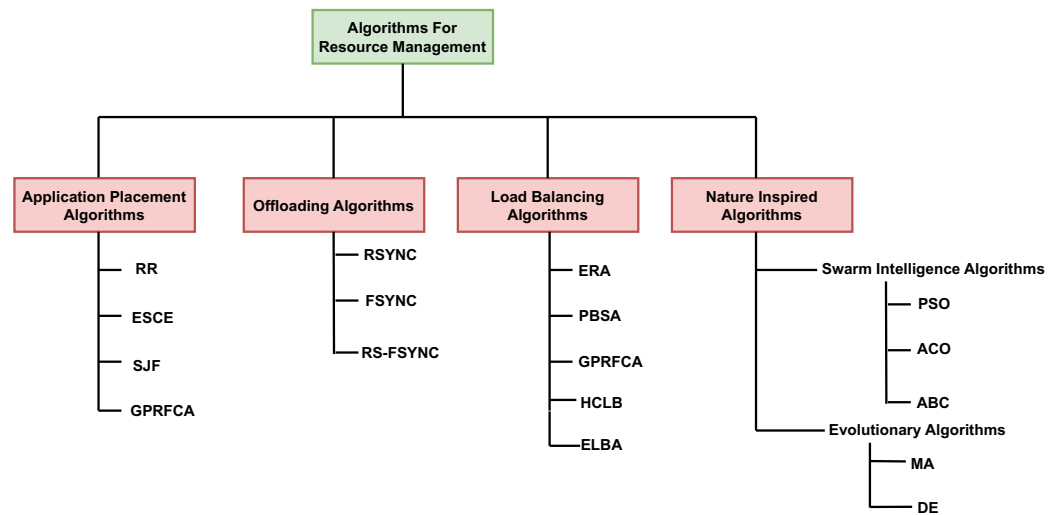 Algorithms For
Resource Management
Application Placement
Algorithms
RR
ESCE
SJF
GPRFCA
Offloading Algorithms
RSYNC
FSYNC
RS-FSYNC
Load Balancing
Algorithms
ERA
PBSA
GPRFCA
HCLB
ELBA
Nature Inspired
Algorithms
Swarm Intelligence Algorithms
PSO
ACO
ABC
Evolutionary Algorithms
MA
DE